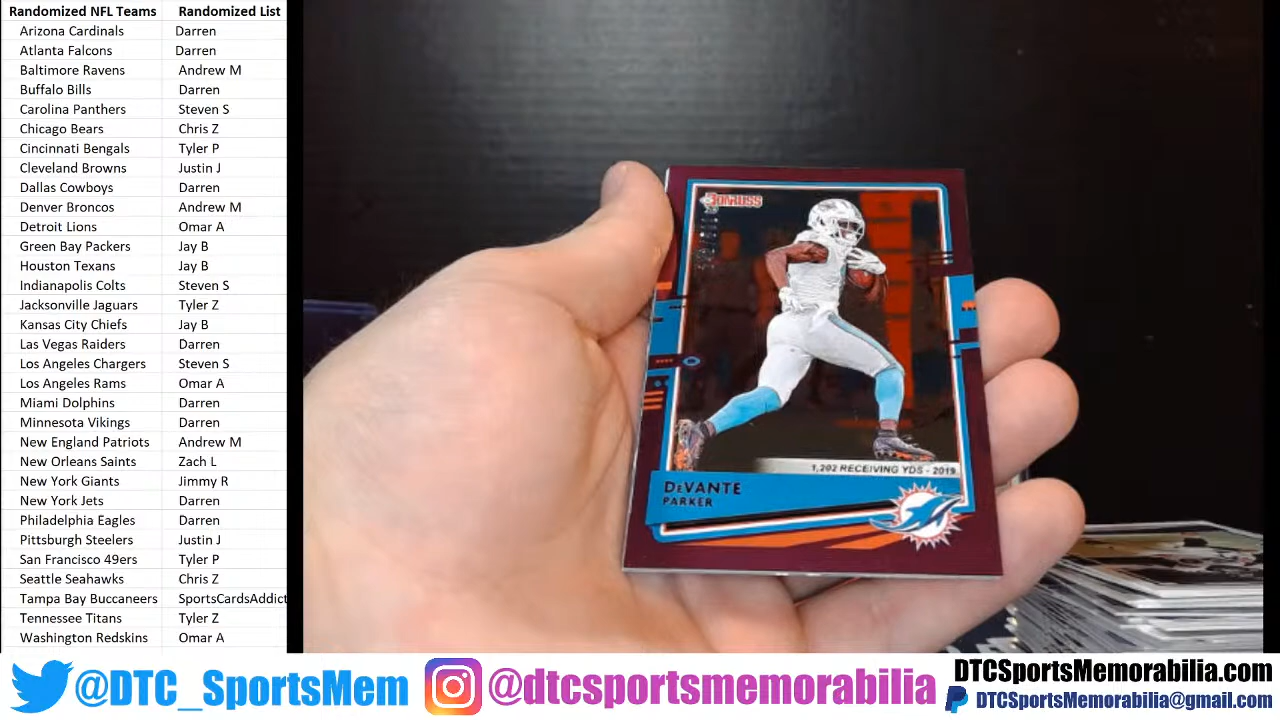 Randomized NFL Teams Randomized List
Arizona Cardinals Darren
Atlanta Falcons Darren
Baltimore Ravens Andrew M
Buffalo Bills Darren
Carolina Panthers Steven S
Chicago Bears Chris Z
Cincinnati Bengals Tyler P
Cleveland Browns Justin J
Dallas Cowboys Darren
Denver Broncos Andrew M
Detroit Lions Omar A
Green Bay Packers Jay B
Houston Texans Jay B
Indianapolis Colts Steven S
Jacksonville Jaguars Tyler Z
Kansas City Chiefs Jay B
Las Vegas Raiders Darren
Los Angeles Chargers Steven S
Los Angeles Rams Omar A
Miami Dolphins Darren
Minnesota Vikings Darren
New England Patriots Andrew M
New Orleans Saints Zach L
New York Giants Jimmy R
New York Jets Darren
Philadelphia Eagles Darren
Pittsburgh Steelers Justin J
San Francisco 49ers Tyler P
Seattle Seahawks Chris Z
Tampa Bay Buccaneers SportsCardsAddict
Tennessee Titans Tyler Z
Washington Redskins Omar A
DONRUSS
1,202 RECEIVING YDS - 2019
DeVANTE
PARKER
@DTC_SportsMem
@dtcsportsmemorabilia
DTCSportsMemorabilia.com
DTCSportsMemorabilia@gmail.com